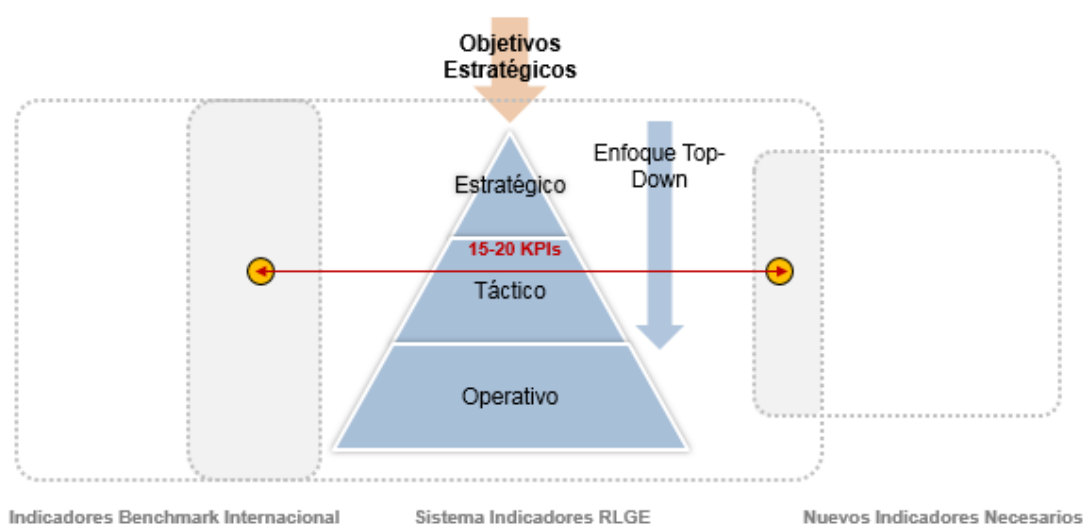 Objetivos
Estratégicos
Enfoque Top-
Down
Estratégico
15-20 KPIs
Táctico
Operativo
Indicadores Benchmark Internacional
Sistema Indicadores RLGE
Nuevos Indicadores Necesarios